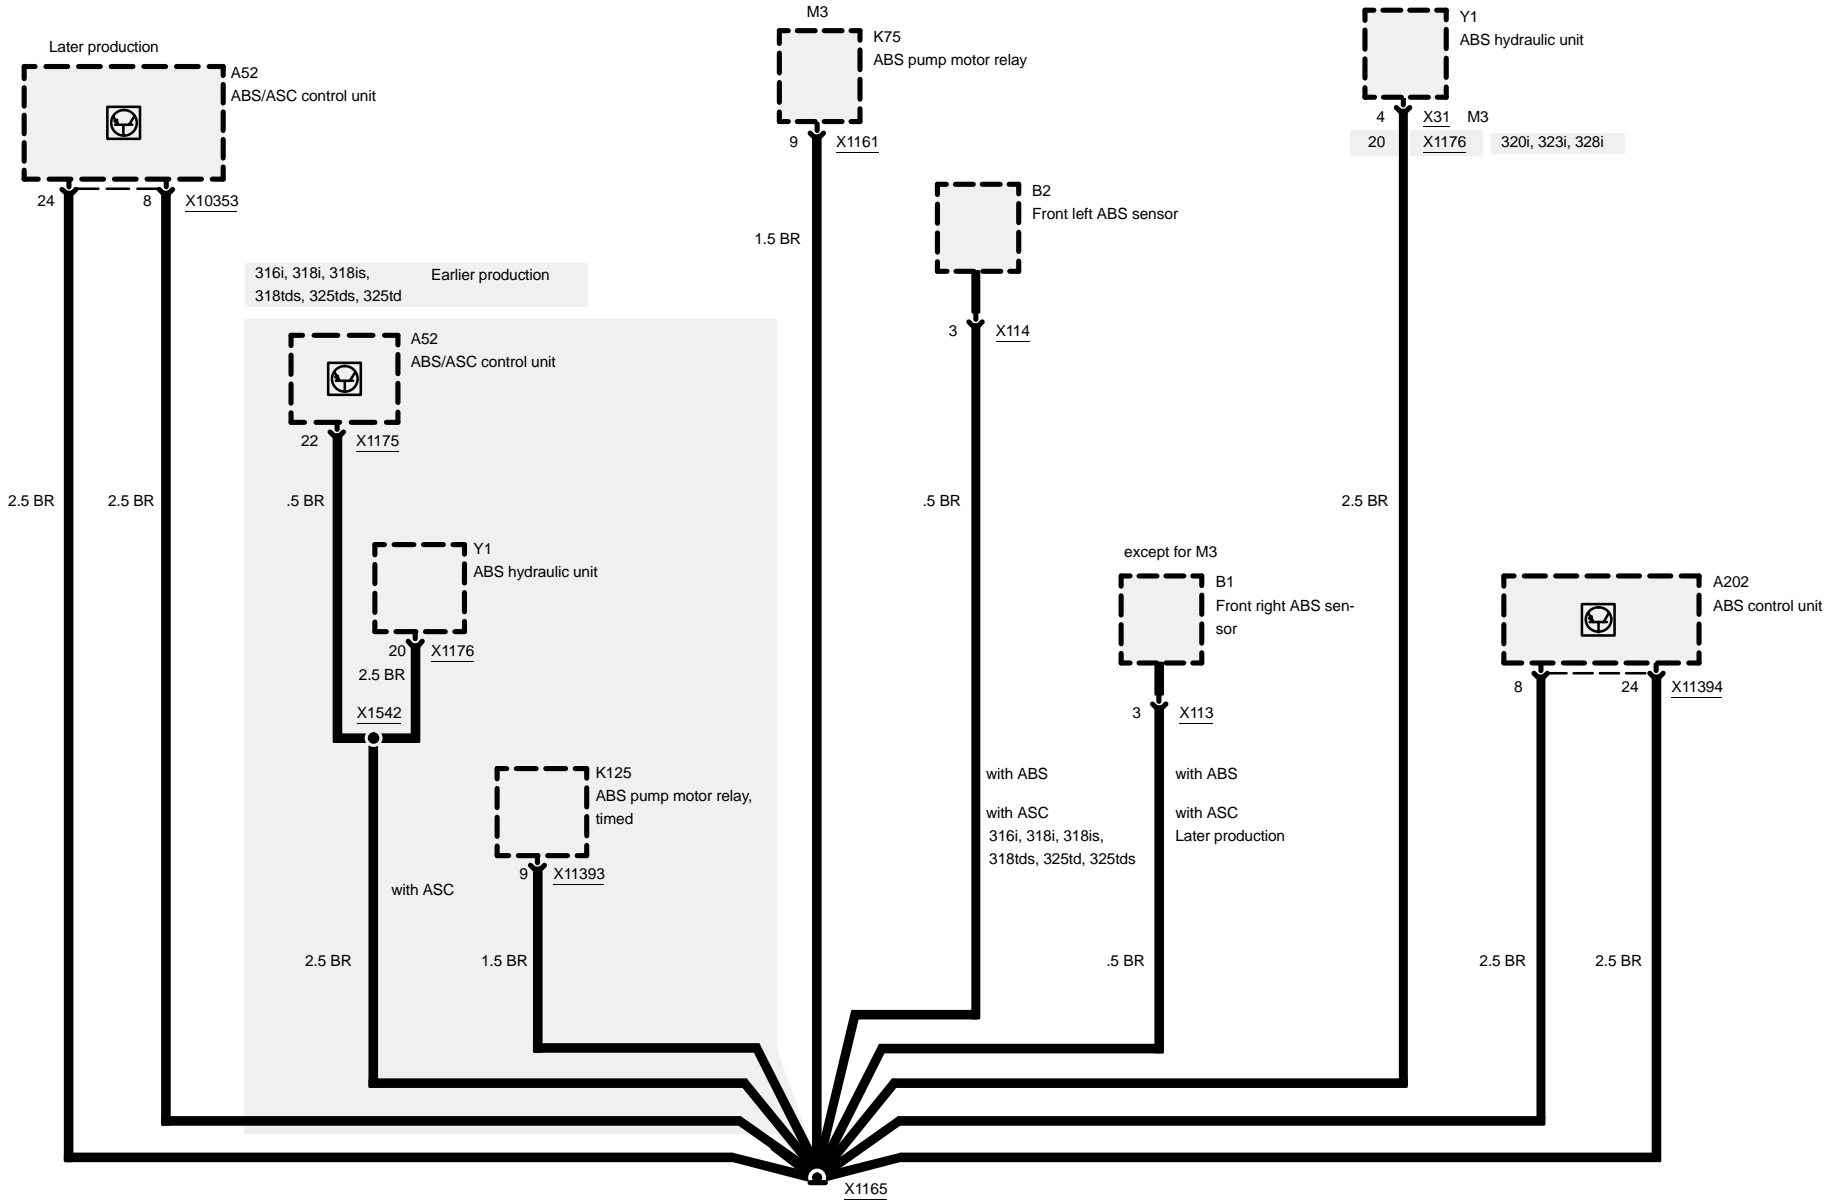 Later production
A52
ABS/ASC control unit
24
8
X10353
2.5 BR
2.5 BR
316i, 318i, 318is,
318tds, 325tds, 325td
Earlier production
A52
ABS/ASC control unit
22
X1175
.5 BR
Y1
ABS hydraulic unit
20
X1176
2.5 BR
X1542
with ASC
2.5 BR
K125
ABS pump motor relay,
timed
9
X11393
1.5 BR
M3
K75
ABS pump motor relay
9
X1161
1.5 BR
B2
Front left ABS sensor
3
X114
.5 BR
with ABS
with ASC
316i, 318i, 318is,
318tds, 325td, 325tds
except for M3
B1
Front right ABS sen-
sor
3
X113
with ABS
with ASC
Later production
.5 BR
Y1
ABS hydraulic unit
4
X31
M3
20
X1176
320i, 323i, 328i
2.5 BR
A202
ABS control unit
8
24
X11394
2.5 BR
2.5 BR
X1165